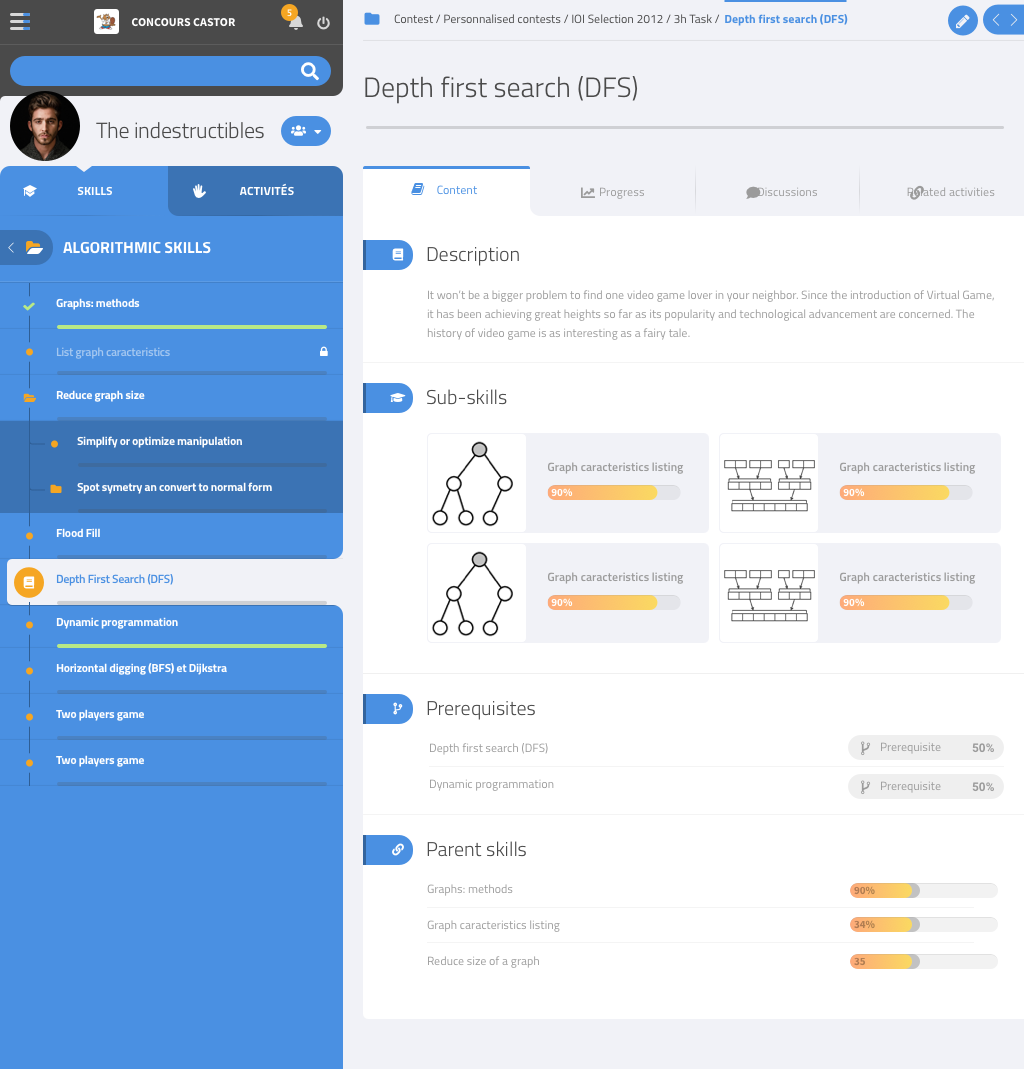 CONCOURS CASTOR
5
The indestructibles
SKILLS
ACTIVITÉS
ALGORITHMIC SKILLS
Graphs: methods
List graph caracteristics
Reduce graph size
Simplify or optimize manipulation
Spot symetry an convert to normal form
Flood Fill
Depth First Search (DFS)
Dynamic programmation
Horizontal digging (BFS) et Dijkstra
Two players game
Two players game
Contest / Personnalised contests / IOI Selection 2012 / 3h Task / Depth first search (DFS)
Depth first search (DFS)
Content
Progress
Discussions
Related activities
Description
It won't be a bigger problem to find one video game lover in your neighbor. Since the introduction of Virtual Game,
it has been achieving great heights so far as its popularity and technological advancement are concerned. The
history of video game is as interesting as a fairy tale.
Sub-skills
Graph caracteristics listing
90%
Graph caracteristics listing
90%
Graph caracteristics listing
90%
Graph caracteristics listing
90%
Prerequisites
Depth first search (DFS)
Prerequisite 50%
Dynamic programmation
Prerequisite 50%
Parent skills
Graphs: methods
90%
Graph caracteristics listing
34%
Reduce size of a graph
35